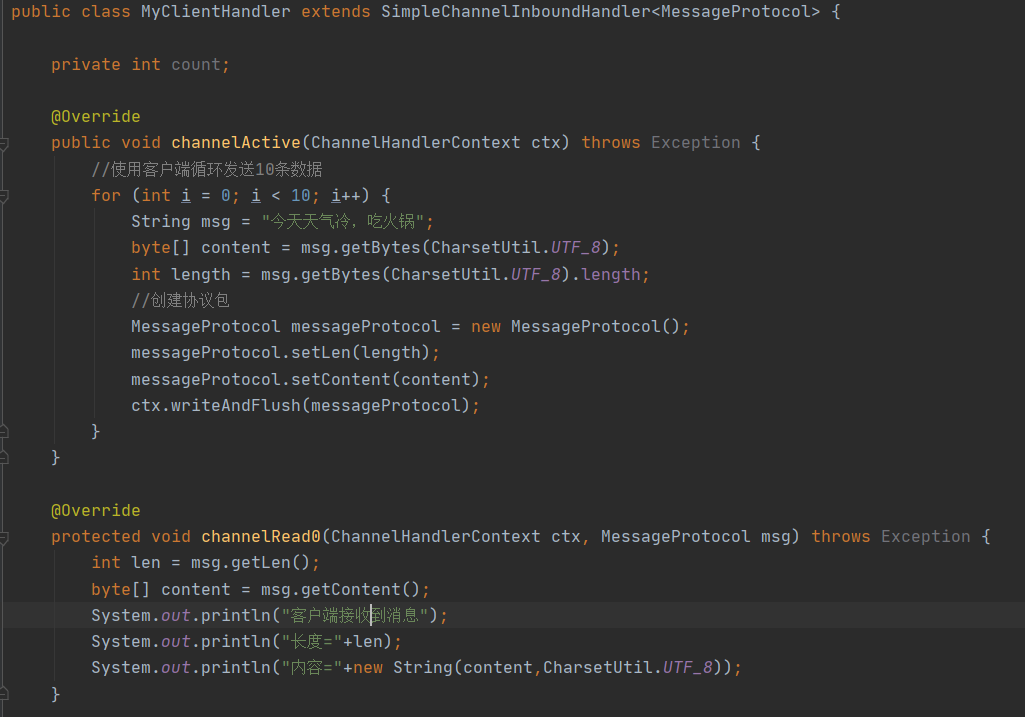 public class MyClientHandler extends SimpleChannelInboundHandler<MessageProtocol> {
private int count;
@Override
public void channelActive(ChannelHandlerContext ctx) throws Exception {
//使用客户端循环发送10条数据
for (int i = 0; i < 10; i++) {
String msg = "今天天气冷，吃火锅";
byte[] content = msg.getBytes(CharsetUtil.UTF_8);
int length = msg.getBytes(CharsetUtil.UTF_8).length;
//创建协议包
MessageProtocol messageProtocol = new MessageProtocol();
messageProtocol.setLen(length);
messageProtocol.setContent(content);
ctx.writeAndFlush(messageProtocol);
}
}
@Override
protected void channelRead0(ChannelHandlerContext ctx, MessageProtocol msg) throws Exception {
int len = msg.getLen();
byte[] content = msg.getContent();
System.out.println("客户端接收到消息");
System.out.println("长度="+len);
System.out.println("内容="+new String(content,CharsetUtil.UTF_8));
}